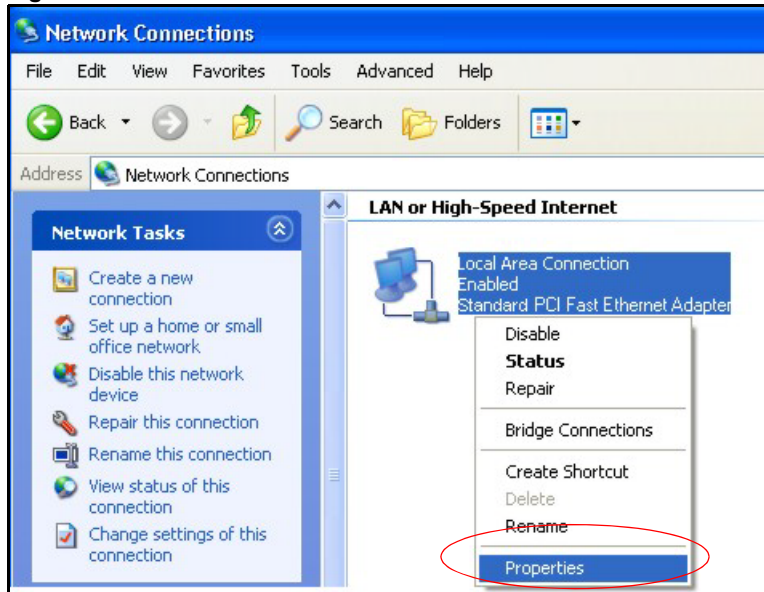 Network Connections
File Edit View Favorites Tools Advanced Help
Back Search Folders
Address Network Connections
Network Tasks
Create a new
connection
Set up a home or small
office network
Disable this network
device
Repair this connection
Rename this connection
View status of this
connection
Change settings of this
connection
LAN or High-Speed Internet
Local Area Connection
Enabled
Standard PCI Fast Ethernet Adapter
Disable
Status
Repair
Bridge Connections
Create Shortcut
Delete
Rename
Properties